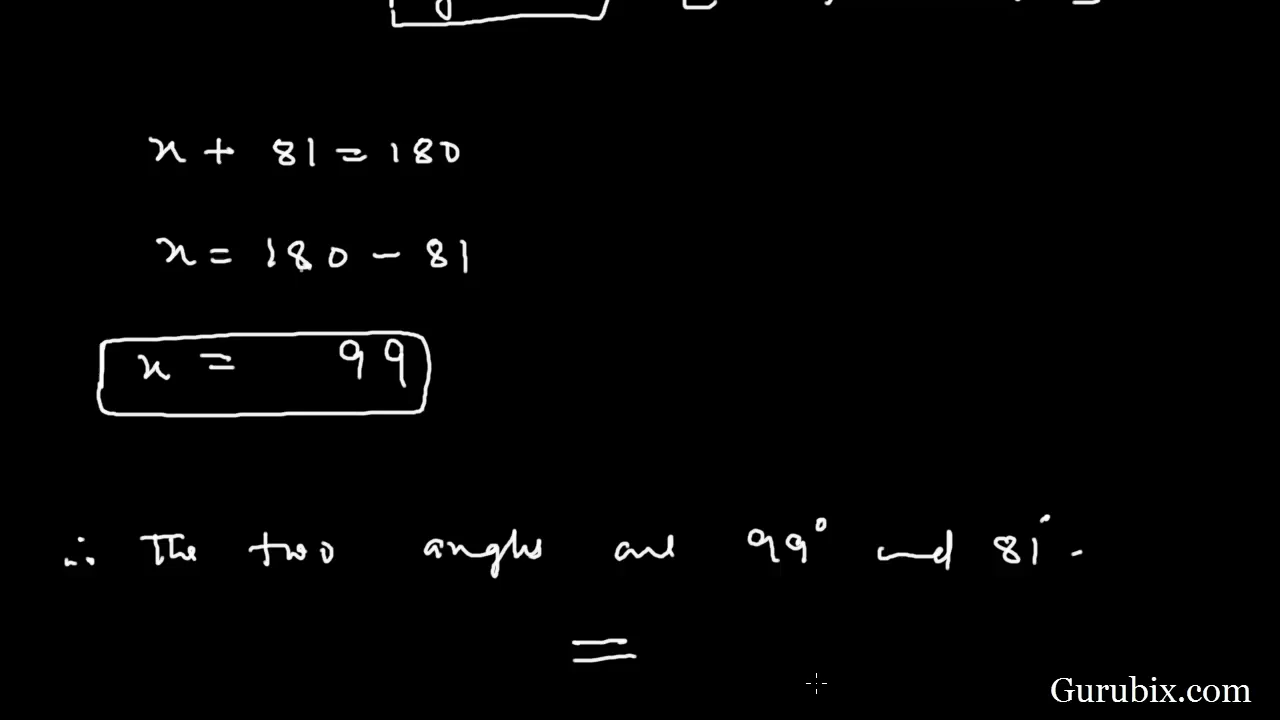 x + 81 = 180
x = 180 - 81
x = 99
∴ The two angles are 99° and 81°.
Gurubix.com